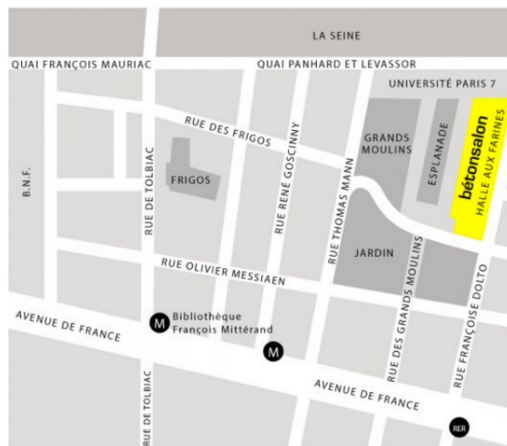 LA SEINE
QUAI FRANÇOIS MAURIAC
QUAI PANHARD ET LEVASSOR
UNIVERSITÉ PARIS 7
RUE DES FRIGOS
GRANDS
MOULINS
ESPLANADE
bétonsalon
HALLE AUX FARINES
B.N.F.
RUE DE TOLBIAC
FRIGOS
RUE RENÉ GOSCINNY
RUE THOMAS MANN
JARDIN
RUE OLIVIER MESSIAEN
RUE DES GRANDS MOULINS
RUE FRANÇOISE DOLTO
AVENUE DE FRANCE
M
Bibliothèque
François Mittérand
M
AVENUE DE FRANCE
RUE DE TOLBIAC
RER